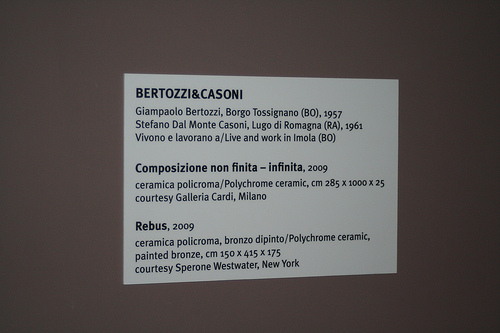 BERTOZZI&CASONI
Giampaolo Bertozzi, Borgo Tossignano (BO), 1957
Stefano Dal Monte Casoni, Lugo di Romagna (RA), 1961
Vivono e lavorano a/Live and work in Imola (BO)
Composizione non finita – infinita, 2009
ceramica policroma/Polychrome ceramic, cm 285 x 1000 x 25
courtesy Galleria Cardi, Milano
Rebus, 2009
ceramica policroma, bronzo dipinto/Polychrome ceramic,
painted bronze, cm 150 x 415 x 175
courtesy Sperone Westwater, New York